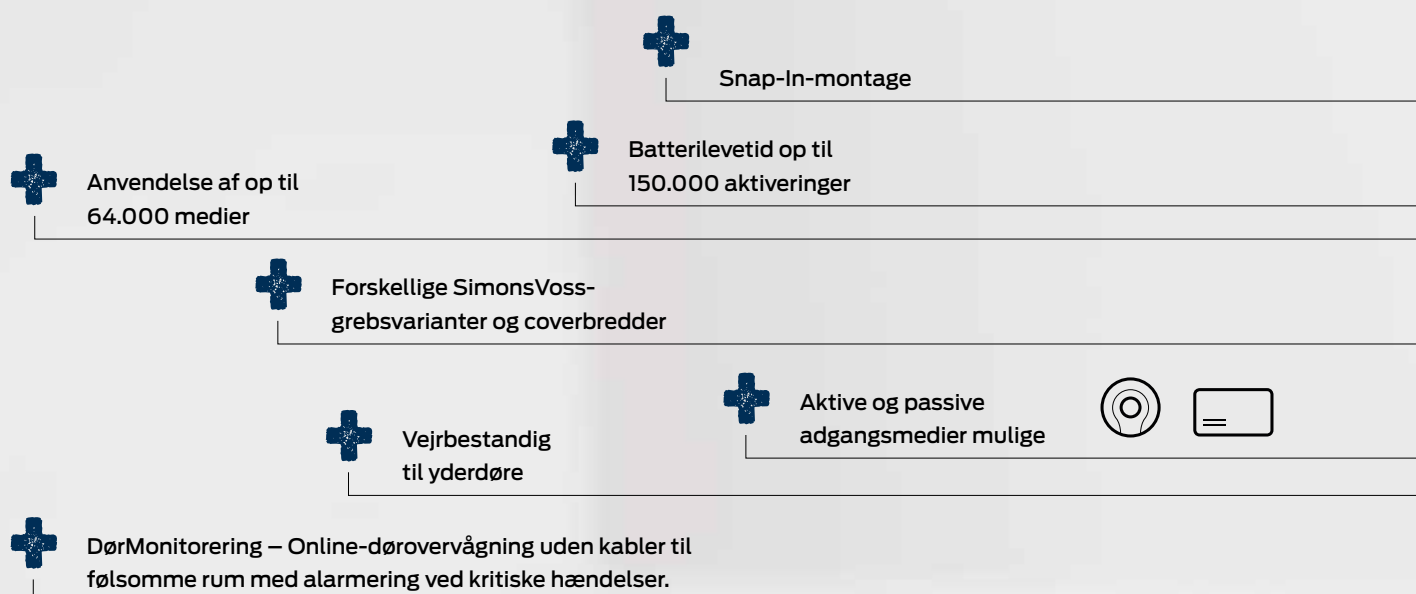 Snap-In-montage
Batterilevetid op til
150.000 aktiveringer
Anvendelse af op til
64.000 medier
Forskellige SimonsVoss-
grebsvarianter og coverbredder
Aktive og passive
adgangsmedier mulige
Vejrbestandig
til yderdøre
DørMonitorering – Online-dørovervågning uden kabler til
følsomme rum med alarmering ved kritiske hændelser.